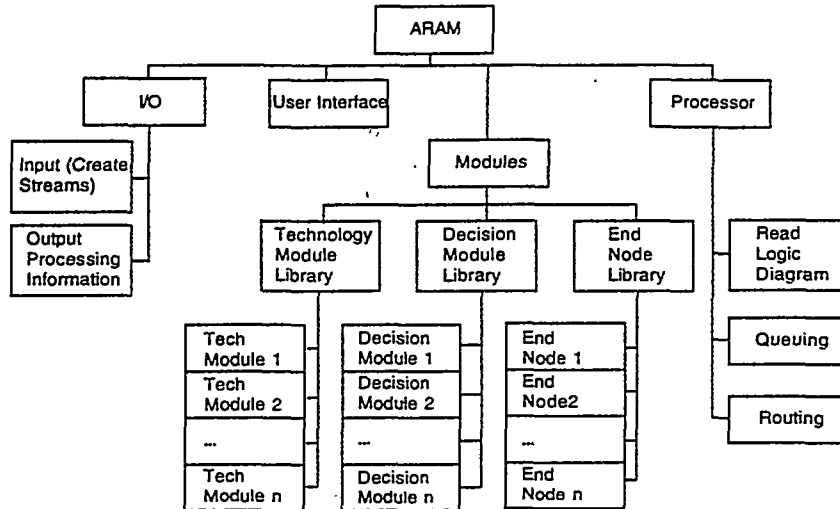 ARAM
I/O
User Interface
Processor
Modules
Input (Create
Streams)
Output
Processing
Information
Technology
Module
Library
Decision
Module
Library
End
Node
Library
Read
Logic
Diagram
Queuing
Routing
Tech
Module 1
Tech
Module 2
...
Tech
Module n
Decision
Module 1
Decision
Module 2
...
Decision
Module n
End
Node 1
End
Node2
...
End
Node n